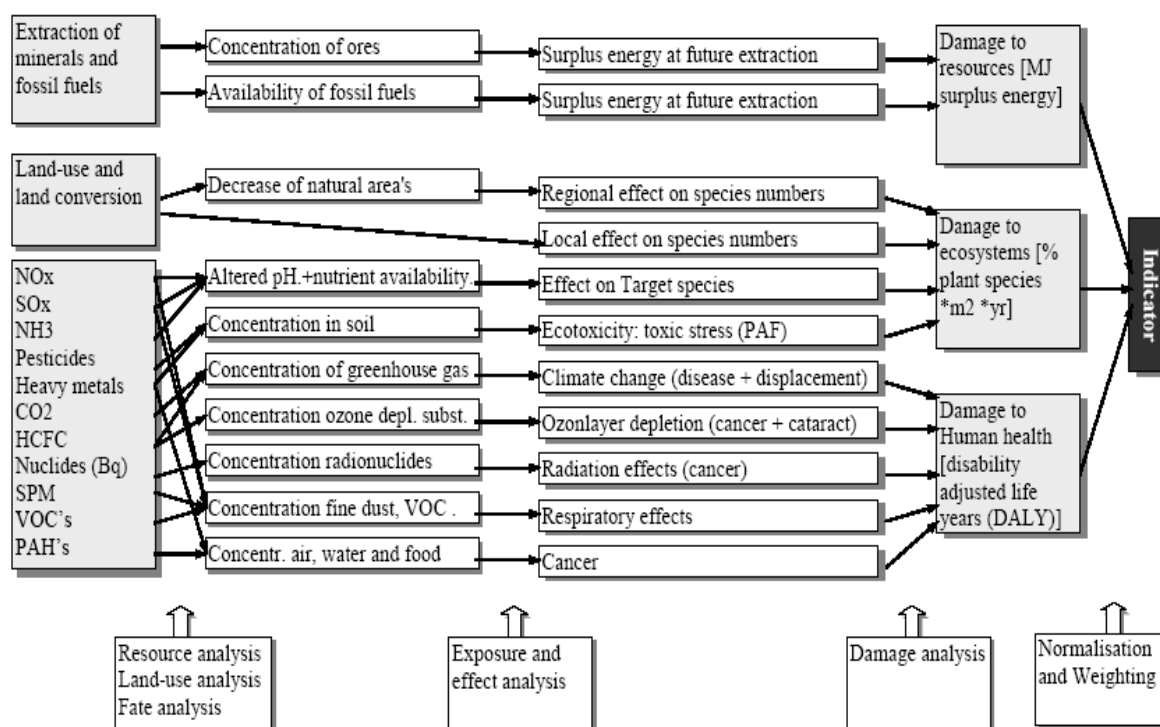 Extraction of
minerals and
fossil fuels
Concentration of ores
Surplus energy at future extraction
Availability of fossil fuels
Surplus energy at future extraction
Damage to
resources [MJ
surplus energy]
Land-use and
land conversion
Decrease of natural area's
Regional effect on species numbers
Local effect on species numbers
Danage to
ecosystems [%
plant species
*m2 *yr]
NOx
SOx
NH3
Pesticides
Heavy metals
CO2
HCFC
Nuclides (Bq)
SPM
VOC's
PAH's
Altered pH.+nutrient availability.
Effect on Target species
Concentration in soil
Ecotoxicity: toxic stress (PAF)
Concentration of greenhouse gas
Climate change (disease + displacement)
Concentration ozone depl. subst.
Ozonlayer depletion (cancer + cataract)
Concentration radionuclides
Radiation effects (cancer)
Concentration fine dust, VOC .
Respiratory effects
Concentr. air, water and food
Cancer
Damage to
Human health
[disability
adjusted life
years (DALY)]
Indicator
Resource analysis
Land-use analysis
Fate analysis
Exposure and
effect analysis
Damage analysis
Normalisation
and Weighting